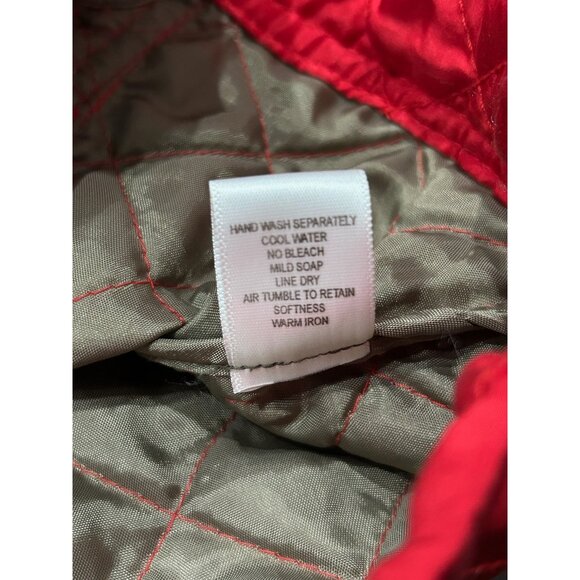 HAND WASH SEPARATELY
COOL WATER
NO BLEACH
MILD SOAP
LINE DRY
AIR TUMBLE TO RETAIN
SOFTNESS
WARM IRON